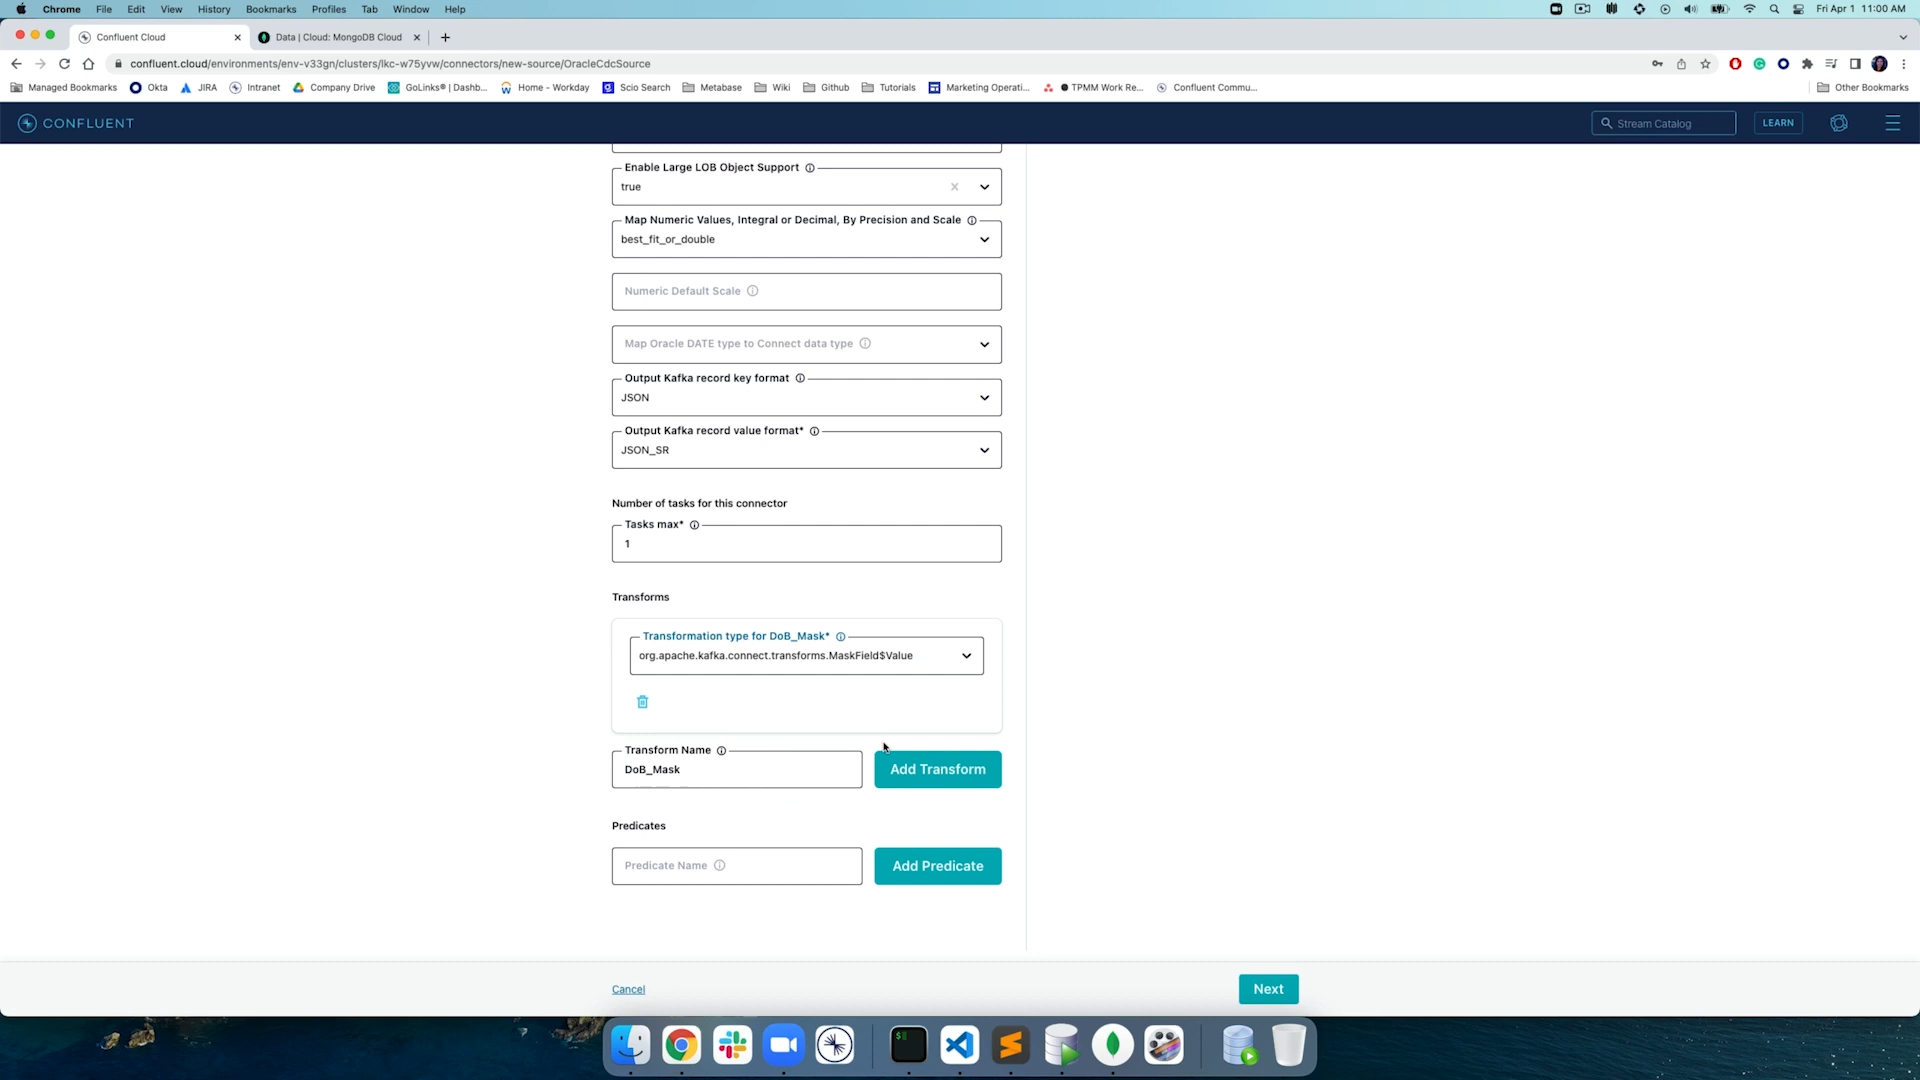 Chrome File Edit View History Bookmarks Profiles Tab Window Help Fri Apr 1 11:00 AM
Confluent Cloud Data | Cloud: MongoDB Cloud
confluent.cloud/environments/env-v33gn/clusters/lkc-w75yvw/connectors/new-source/OracleCdcSource
Managed Bookmarks Okta JIRA Intranet Company Drive GoLinks® | Dashb... Home - Workday Scio Search Metabase Wiki Github Tutorials Marketing Operati... TPMM Work Re... Confluent Commu... Other Bookmarks
CONFLUENT Stream Catalog LEARN
Enable Large LOB Object Support
true
Map Numeric Values, Integral or Decimal, By Precision and Scale
best_fit_or_double
Numeric Default Scale
Map Oracle DATE type to Connect data type
Output Kafka record key format
JSON
Output Kafka record value format*
JSON_SR
Number of tasks for this connector
Tasks max*
1
Transforms
Transformation type for DoB_Mask*
org.apache.kafka.connect.transforms.MaskField$Value
Transform Name
DoB_Mask
Add Transform
Predicates
Predicate Name
Add Predicate
Cancel
Next